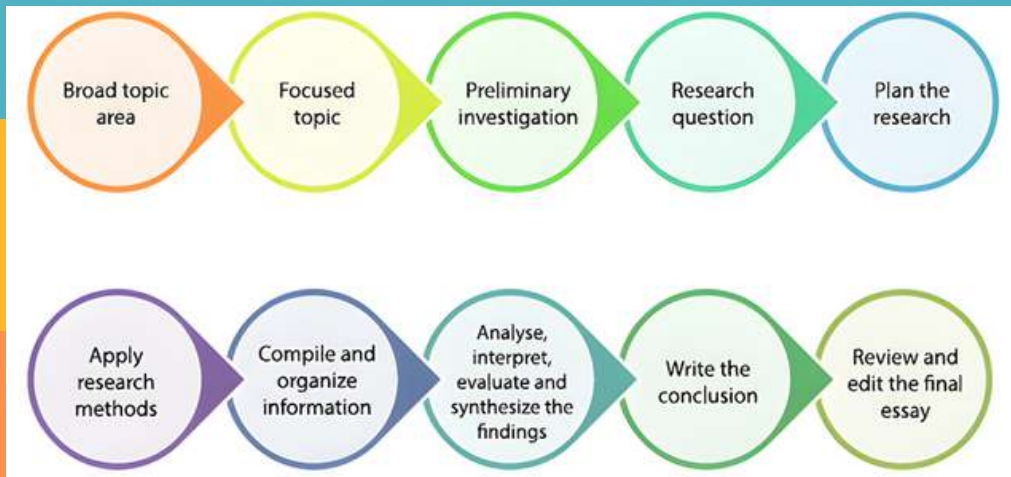 Broad topic
area
Focused
topic
Preliminary
investigation
Research
question
Plan the
research
Apply
research
methods
Compile and
organize
information
Analyse,
interpret,
evaluate and
synthesize the
findings
Write the
conclusion
Review and
edit the final
essay